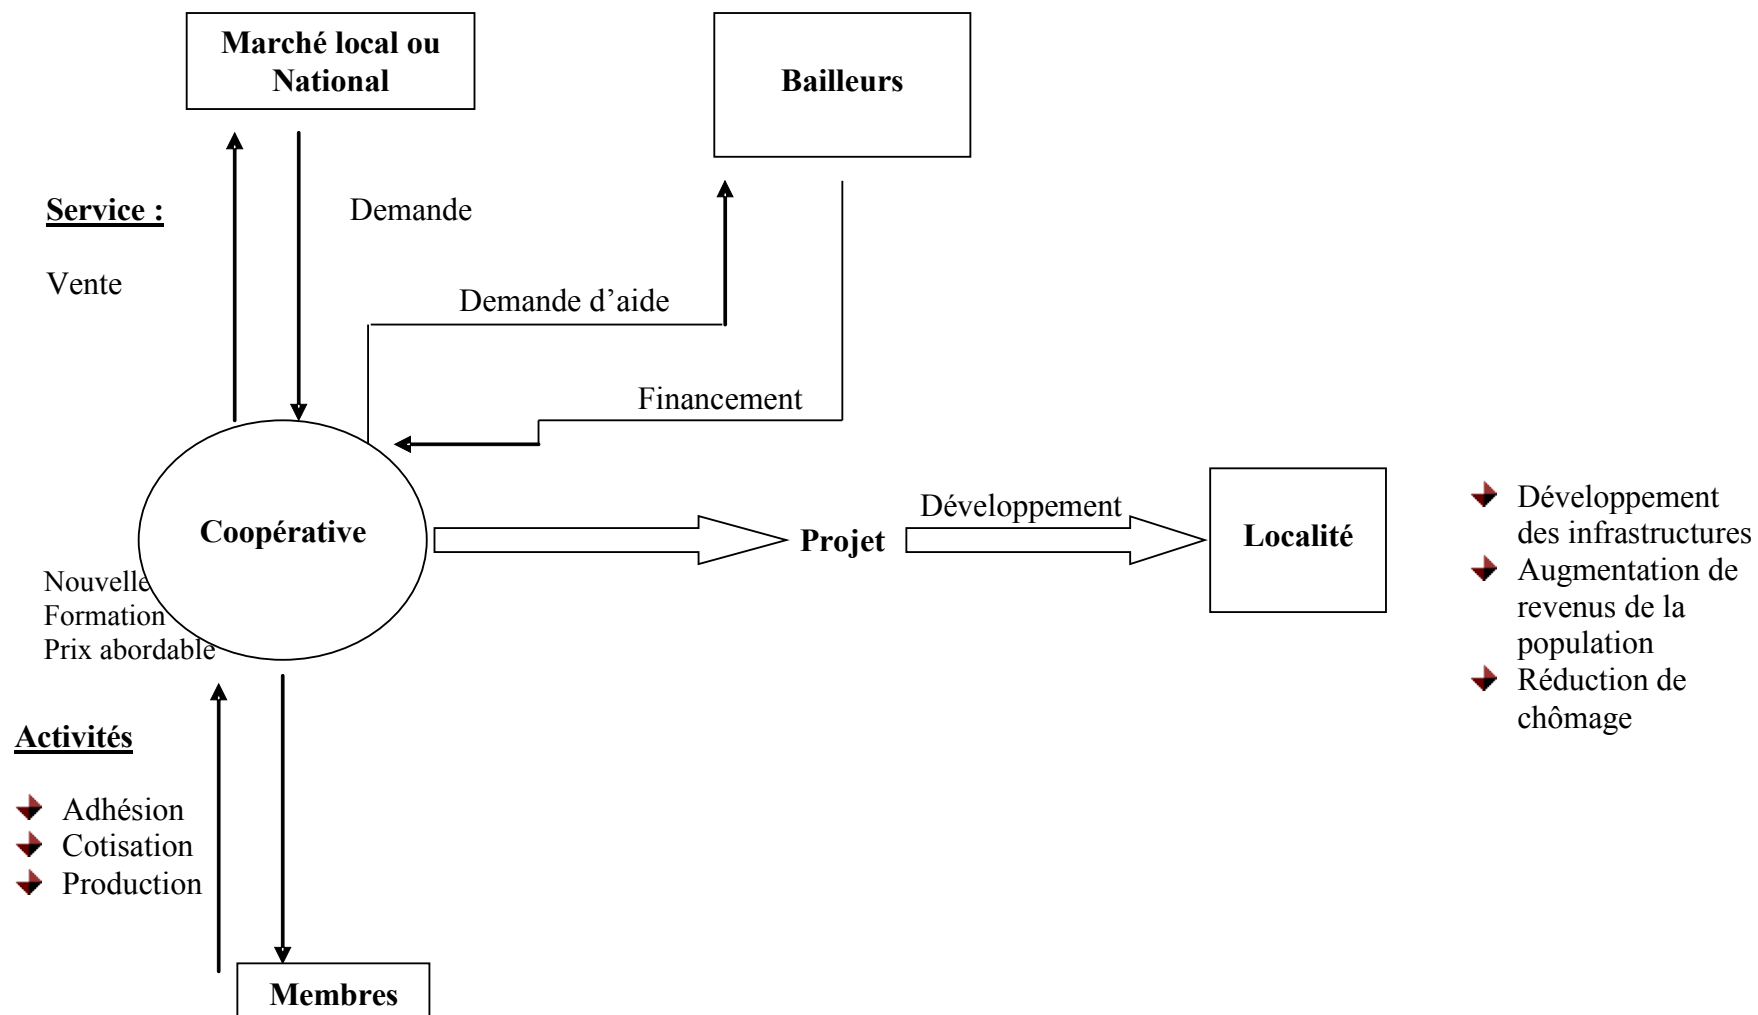 Marché local ou
National
Bailleurs
Service :
Demande
Vente
Demande d’aide
Financement
Coopérative
Nouvelle
Formation
Prix abordable
Projet
Développement
Localité
Développement
des infrastructures
Augmentation de
revenus de la
population
Réduction de
chômage
Activités
Adhésion
Cotisation
Production
Membres